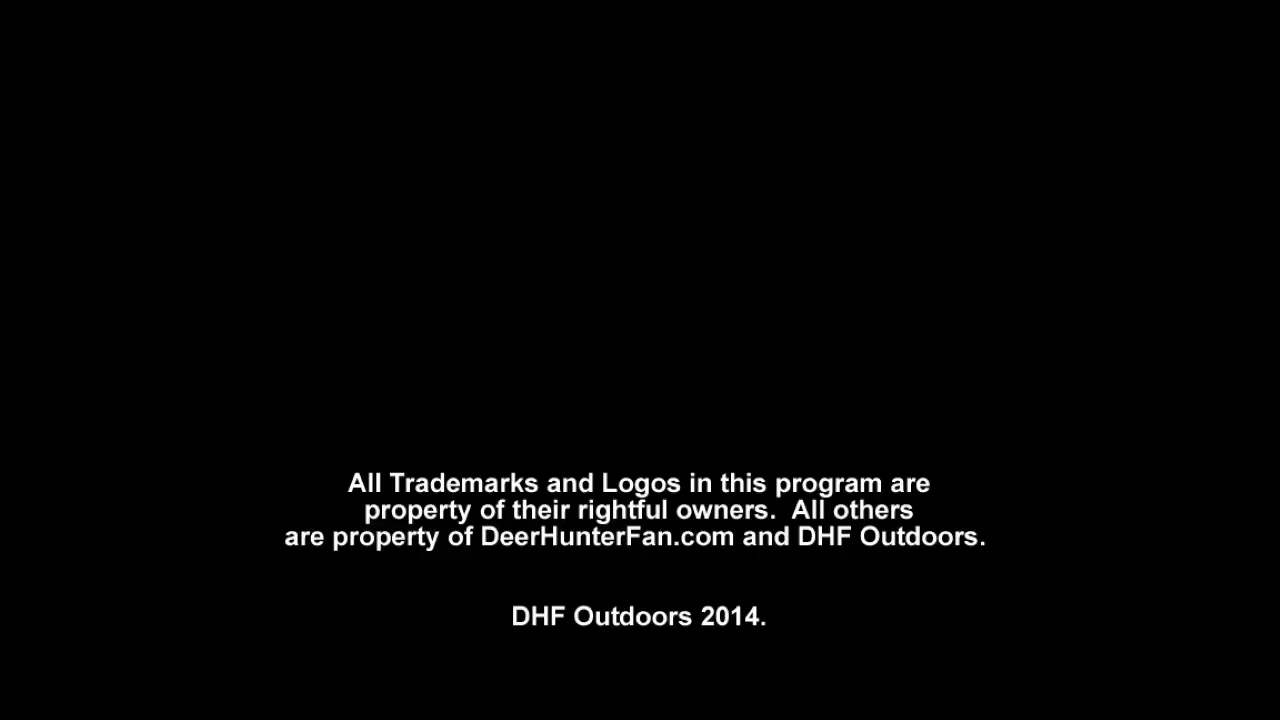 All Trademarks and Logos in this program are
property of their rightful owners.  All others
are property of DeerHunterFan.com and DHF Outdoors.
DHF Outdoors 2014.